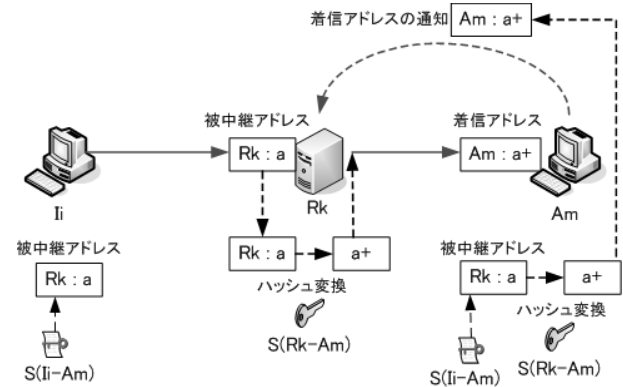 着信アドレスの通知
Am : a+
被中継アドレス
着信アドレス
Rk : a
Am : a+
Ii
Rk
Am
被中継アドレス
Rk : a
S(Ii-Am)
Rk : a
a+
ハッシュ変換
S(Rk-Am)
被中継アドレス
Rk : a
a+
ハッシュ変換
S(Ii-Am)
S(Rk-Am)